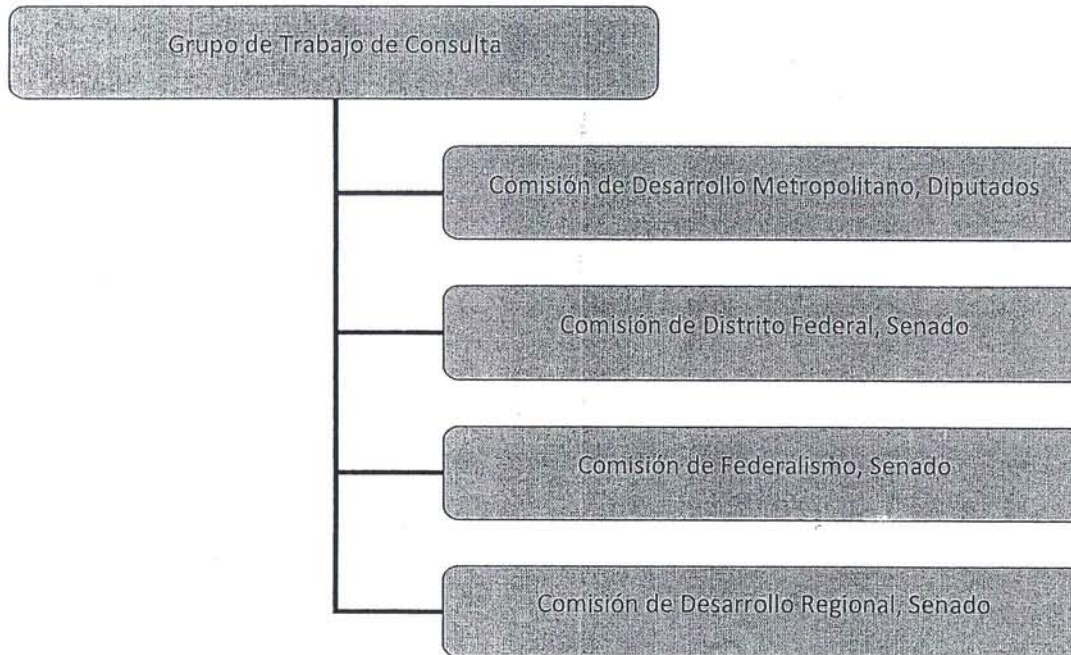 Grupo de Trabajo de Consulta
Comisión de Desarrollo Metropolitano, Diputados
Comisión de Distrito Federal, Senado
Comisión de Federalismo, Senado
Comisión de Desarrollo Regional, Senado